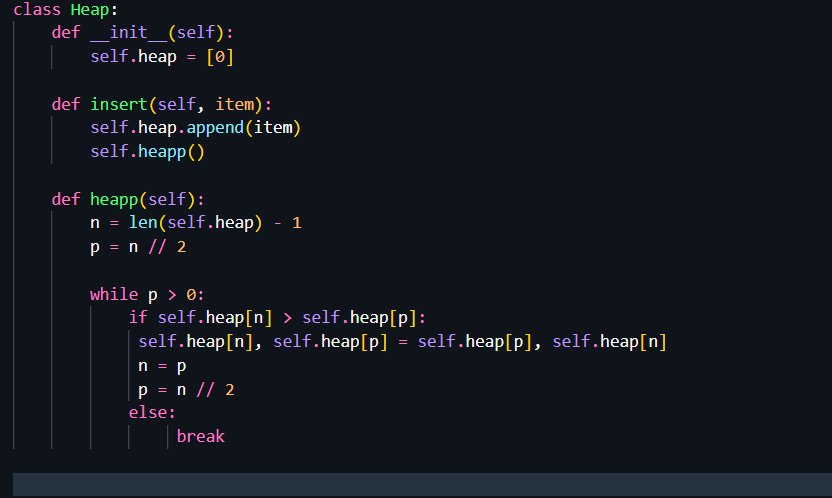 class Heap:
    def __init__(self):
        self.heap = [0]

    def insert(self, item):
        self.heap.append(item)
        self.heapp()

    def heapp(self):
        n = len(self.heap) - 1
        p = n // 2

        while p > 0:
            if self.heap[n] > self.heap[p]:
             self.heap[n], self.heap[p] = self.heap[p], self.heap[n]
             n = p
             p = n // 2
            else:
                 break